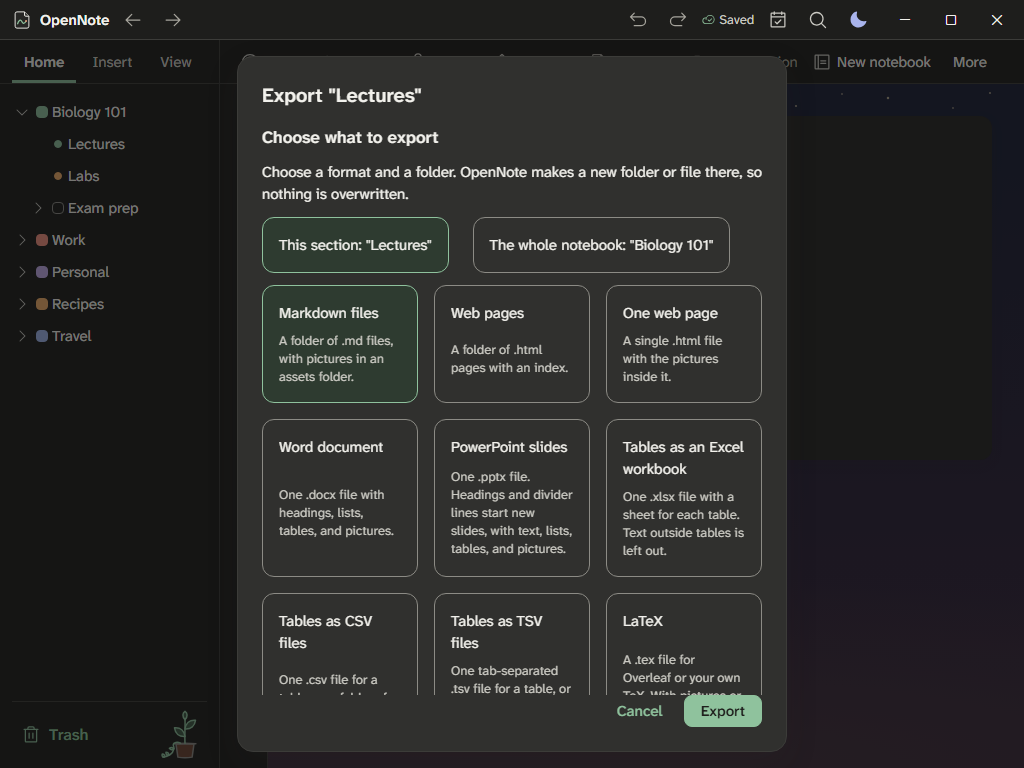 OpenNote
Saved
Home
Insert
View
New notebook
More
Biology 101
Lectures
Labs
Exam prep
Work
Personal
Recipes
Travel
Trash
Export "Lectures"
Choose what to export
Choose a format and a folder. OpenNote makes a new folder or file there, so
nothing is overwritten.
This section: "Lectures"
The whole notebook: "Biology 101"
Markdown files
A folder of .md files,
with pictures in an
assets folder.
Web pages
A folder of .html
pages with an index.
One web page
A single .html file
with the pictures
inside it.
Word document
One .docx file with
headings, lists,
tables, and pictures.
PowerPoint slides
One .pptx file.
Headings and divider
lines start new
slides, with text, lists,
tables, and pictures.
Tables as an Excel
workbook
One .xlsx file with a
sheet for each table.
Text outside tables is
left out.
Tables as CSV
files
One .csv file for a
Tables as TSV
files
One tab-separated
.tsv file for a table, or
LaTeX
A .tex file for
Overleaf or your own
TeX. With pictures or
Cancel
Export